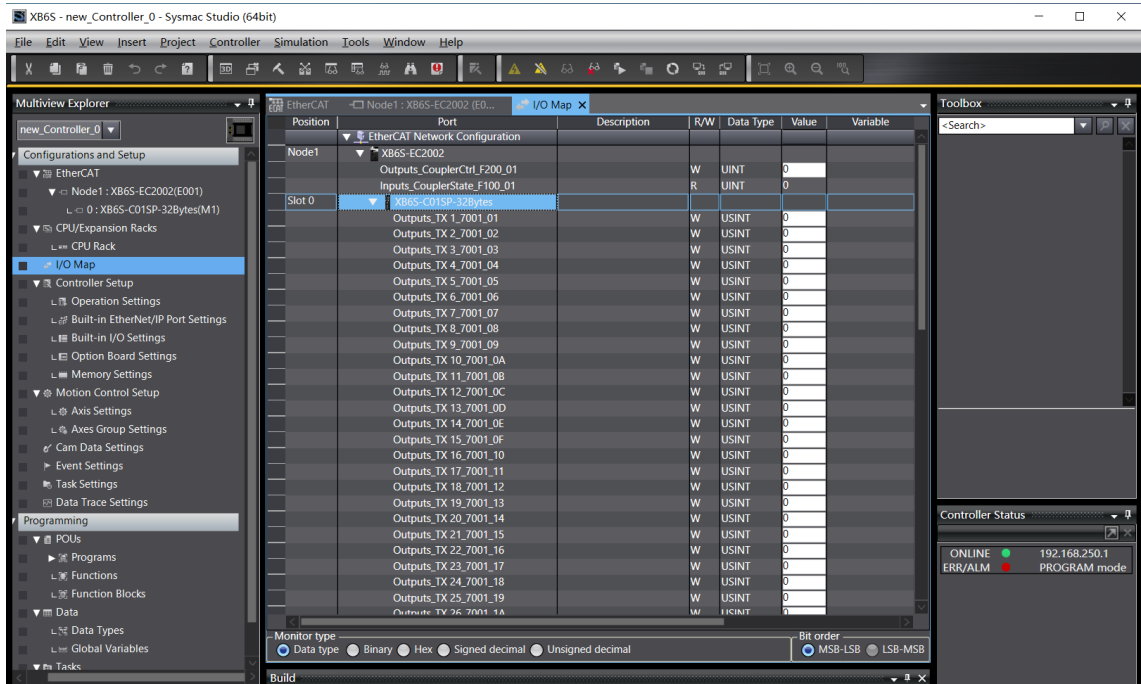 XB6S - new_Controller_0 - Sysmac Studio (64bit)
File Edit View Insert Project Controller Simulation Tools Window Help
Multiview Explorer
new_Controller_0
Configurations and Setup
EtherCAT
Node1 : XB6S-EC2002(E001)
0 : XB6S-C01SP-32Bytes(M1)
CPU/Expansion Racks
CPU Rack
I/O Map
Controller Setup
Operation Settings
Built-in EtherNet/IP Port Settings
Built-in I/O Settings
Option Board Settings
Memory Settings
Motion Control Setup
Axis Settings
Axes Group Settings
Cam Data Settings
Event Settings
Task Settings
Data Trace Settings
Programming
POUs
Programs
Functions
Function Blocks
Data
Data Types
Global Variables
Tasks
EtherCAT Node1 : XB6S-EC2002 (E0... I/O Map
Position Port Description R/W Data Type Value Variable
EtherCAT Network Configuration
Node1 XB6S-EC2002
Outputs_CouplerCtrl_F200_01 W UINT 0
Inputs_CouplerState_F100_01 R UINT 0
Slot 0 XB6S-C01SP-32Bytes
Outputs_TX 1_7001_01 W USINT 0
Outputs_TX 2_7001_02 W USINT 0
Outputs_TX 3_7001_03 W USINT 0
Outputs_TX 4_7001_04 W USINT 0
Outputs_TX 5_7001_05 W USINT 0
Outputs_TX 6_7001_06 W USINT 0
Outputs_TX 7_7001_07 W USINT 0
Outputs_TX 8_7001_08 W USINT 0
Outputs_TX 9_7001_09 W USINT 0
Outputs_TX 10_7001_0A W USINT 0
Outputs_TX 11_7001_0B W USINT 0
Outputs_TX 12_7001_0C W USINT 0
Outputs_TX 13_7001_0D W USINT 0
Outputs_TX 14_7001_0E W USINT 0
Outputs_TX 15_7001_0F W USINT 0
Outputs_TX 16_7001_10 W USINT 0
Outputs_TX 17_7001_11 W USINT 0
Outputs_TX 18_7001_12 W USINT 0
Outputs_TX 19_7001_13 W USINT 0
Outputs_TX 20_7001_14 W USINT 0
Outputs_TX 21_7001_15 W USINT 0
Outputs_TX 22_7001_16 W USINT 0
Outputs_TX 23_7001_17 W USINT 0
Outputs_TX 24_7001_18 W USINT 0
Outputs_TX 25_7001_19 W USINT 0
Outputs_TX 26_7001_1A W USINT 0
Monitor type
Data type Binary Hex Signed decimal Unsigned decimal
Bit order
MSB-LSB LSB-MSB
Build
Toolbox
<Search>
Controller Status
ONLINE 192.168.250.1
ERR/ALM PROGRAM mode